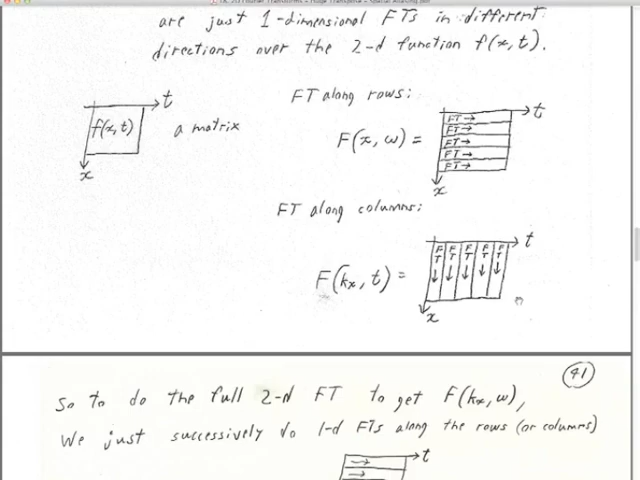 are just 1-dimensional FTs in different
directions over the 2-d function f(x,t).
t
FT along rows:
f(x,t)
a matrix
x
F(x, ω) =
t
FT →
FT →
FT →
FT →
FT →
x
FT along columns:
F(kx, t) =
t
F F F F F
T T T T T
x
41
So to do the full 2-d FT to get F(kx, ω),
We just successively do 1-d FTs along the rows (or columns)
t